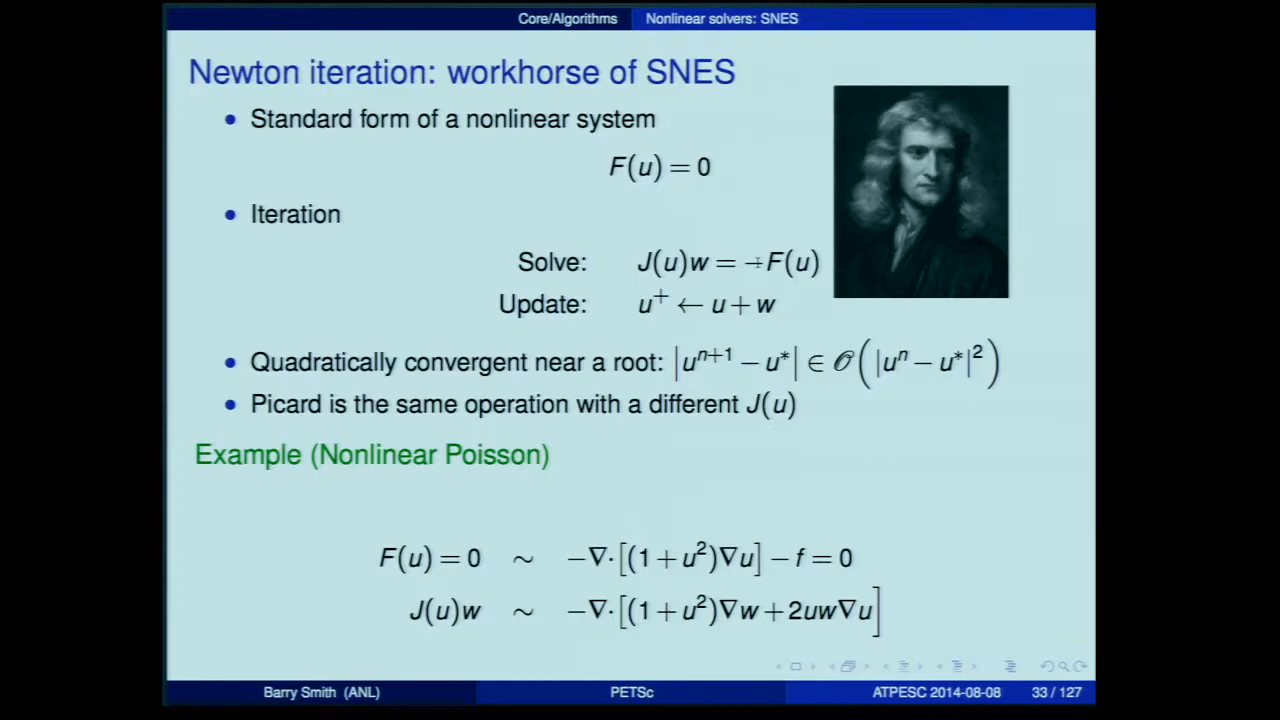 Core/Algorithms Nonlinear solvers: SNES
Newton iteration: workhorse of SNES
• Standard form of a nonlinear system
F(u) = 0
• Iteration
Solve: J(u)w = −F(u)
Update: u⁺ ← u + w
• Quadratically convergent near a root: |uⁿ⁺¹ − u*| ∈ 𝒪(|uⁿ − u*|²)
• Picard is the same operation with a different J(u)
Example (Nonlinear Poisson)
F(u) = 0 ∼ −∇·[(1 + u²)∇u] − f = 0
J(u)w ∼ −∇·[(1 + u²)∇w + 2uw∇u]
Barry Smith (ANL) PETSc ATPESC 2014-08-08 33 / 127